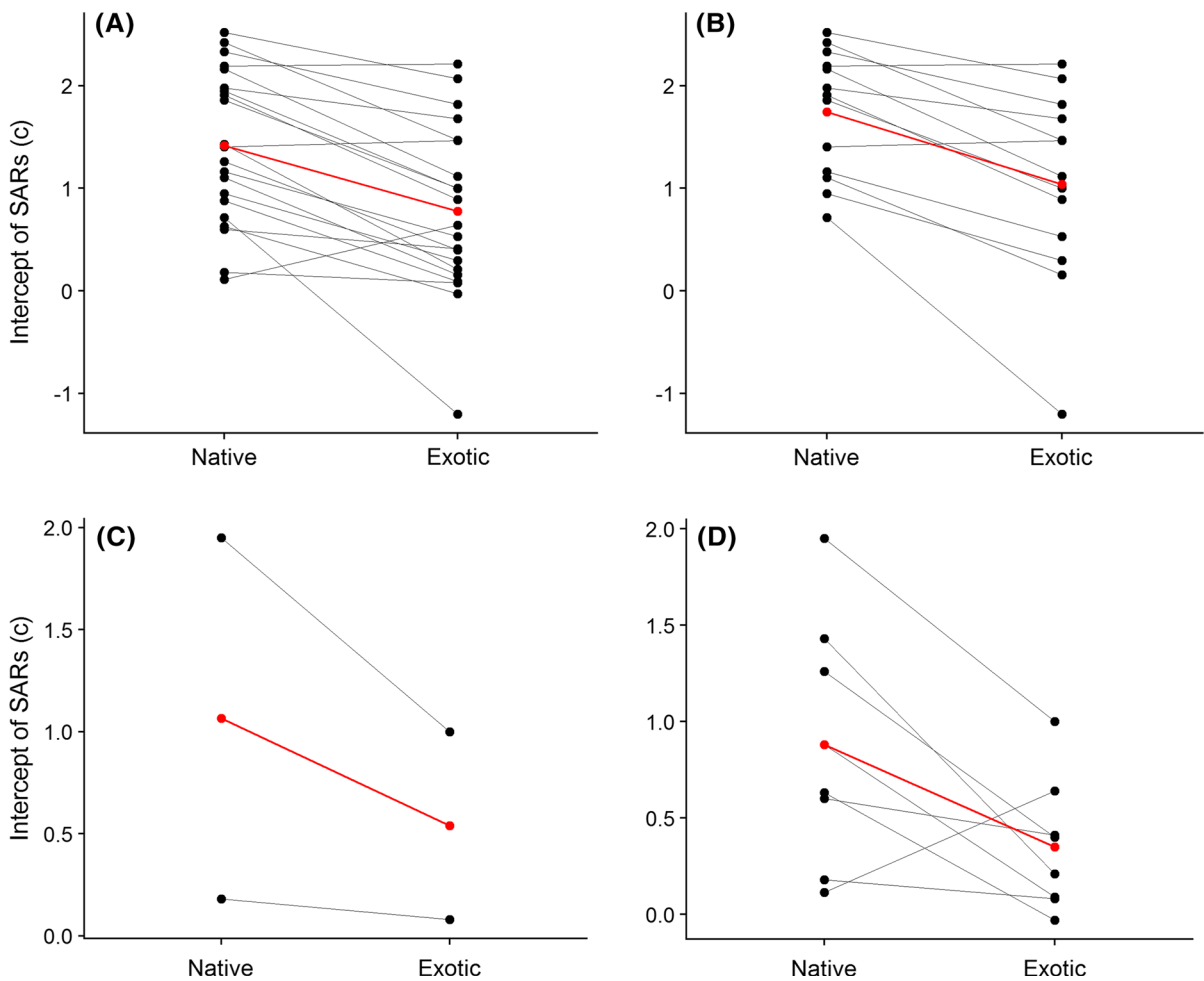 (A)
Intercept of SARs (c)
2
1
0
-1
Native Exotic
(B)
2
1
0
-1
Native Exotic
(C)
Intercept of SARs (c)
2.0
1.5
1.0
0.5
0.0
Native Exotic
(D)
2.0
1.5
1.0
0.5
0.0
Native Exotic